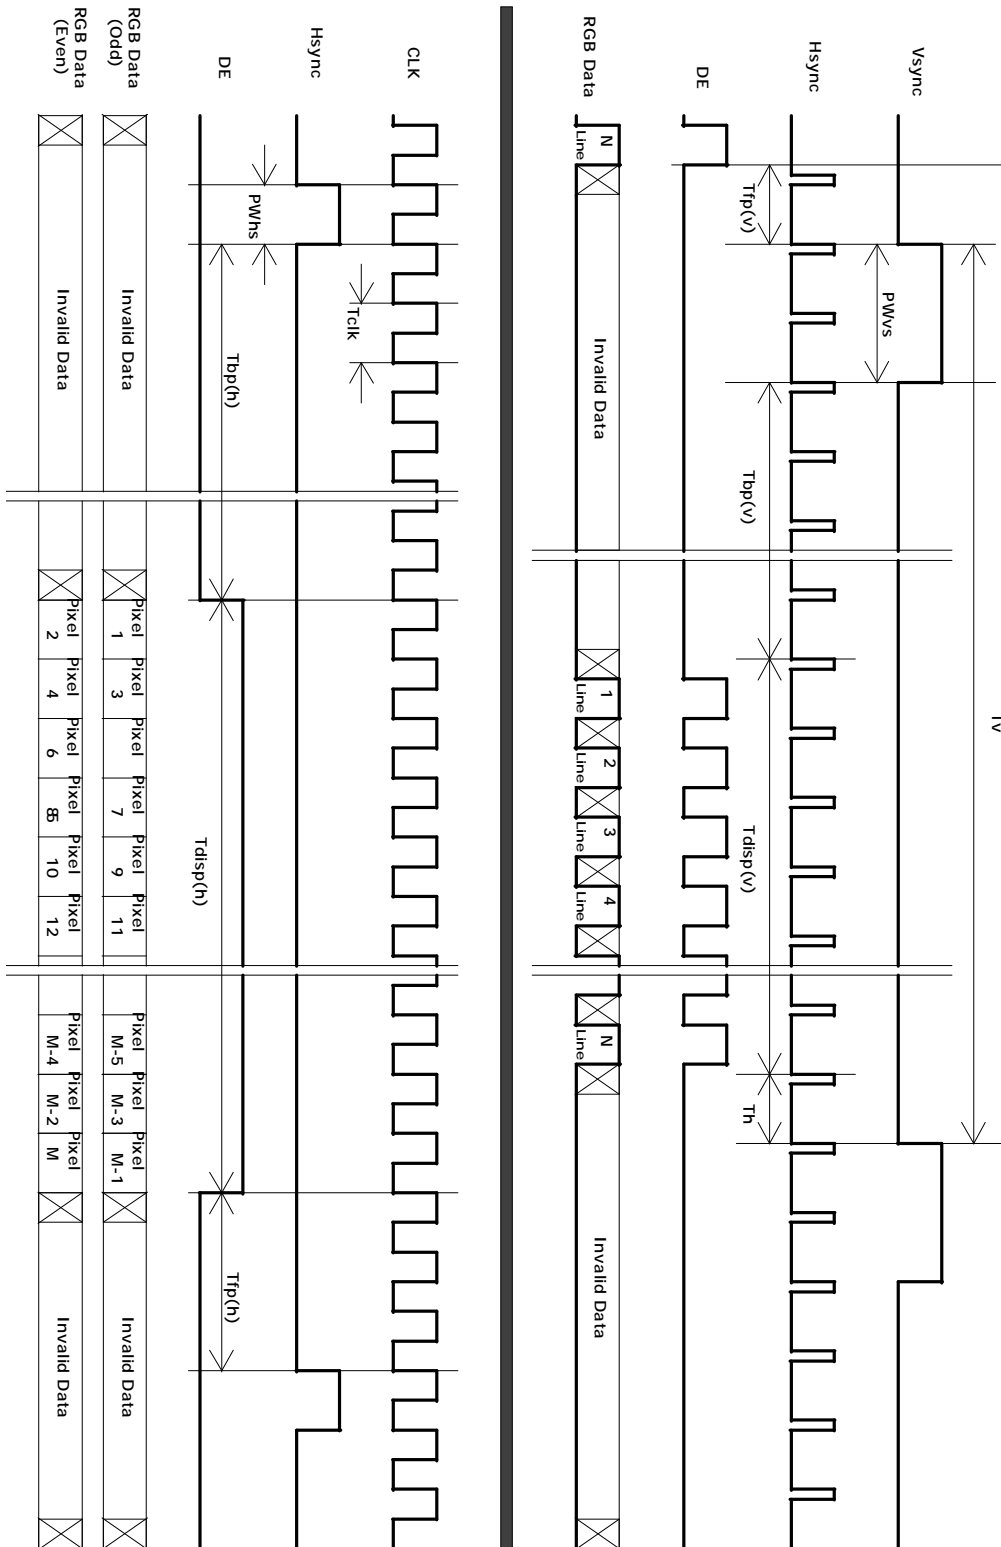 Tv
Vsync
PWvs
Hsync
Tfp(v)
Tbp(v)
Tdisp(v)
Th
DE
RGB Data
N
Line
Invalid Data
1
Line
2
Line
3
Line
4
Line
N
Line
Invalid Data
CLK
Tclk
Hsync
PWhs
DE
Tbp(h)
Tdisp(h)
Tfp(h)
RGB Data
(Odd)
Invalid Data
Pixel Pixel Pixel Pixel Pixel Pixel Pixel Pixel Pixel
1 3 7 9 11 M-5 M-3 M-1
Invalid Data
RGB Data
(Even)
Invalid Data
Pixel Pixel Pixel Pixel Pixel Pixel Pixel Pixel Pixel
2 4 6 85 10 12 M-4 M-2 M
Invalid Data